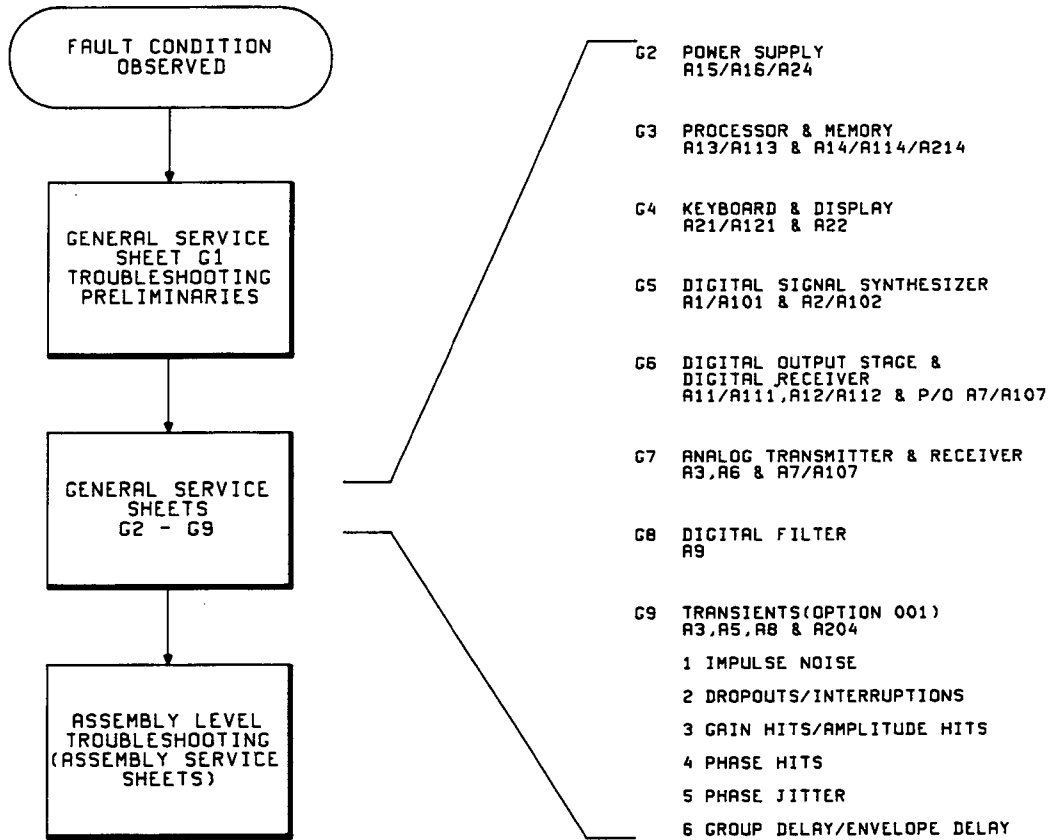 FAULT CONDITION
OBSERVED
GENERAL SERVICE
SHEET G1
TROUBLESHOOTING
PRELIMINARIES
GENERAL SERVICE
SHEETS
G2 - G9
ASSEMBLY LEVEL
TROUBLESHOOTING
(ASSEMBLY SERVICE
SHEETS)
G2 POWER SUPPLY
A15/A16/A24
G3 PROCESSOR & MEMORY
A13/A113 & A14/A114/A214
G4 KEYBOARD & DISPLAY
A21/A121 & A22
G5 DIGITAL SIGNAL SYNTHESIZER
A1/A101 & A2/A102
G6 DIGITAL OUTPUT STAGE &
DIGITAL RECEIVER
A11/A111,A12/A112 & P/O A7/A107
G7 ANALOG TRANSMITTER & RECEIVER
A3,A6 & A7/A107
G8 DIGITAL FILTER
A9
G9 TRANSIENTS(OPTION 001)
A3,A5,A8 & A204
1 IMPULSE NOISE
2 DROPOUTS/INTERRUPTIONS
3 GAIN HITS/AMPLITUDE HITS
4 PHASE HITS
5 PHASE JITTER
6 GROUP DELAY/ENVELOPE DELAY